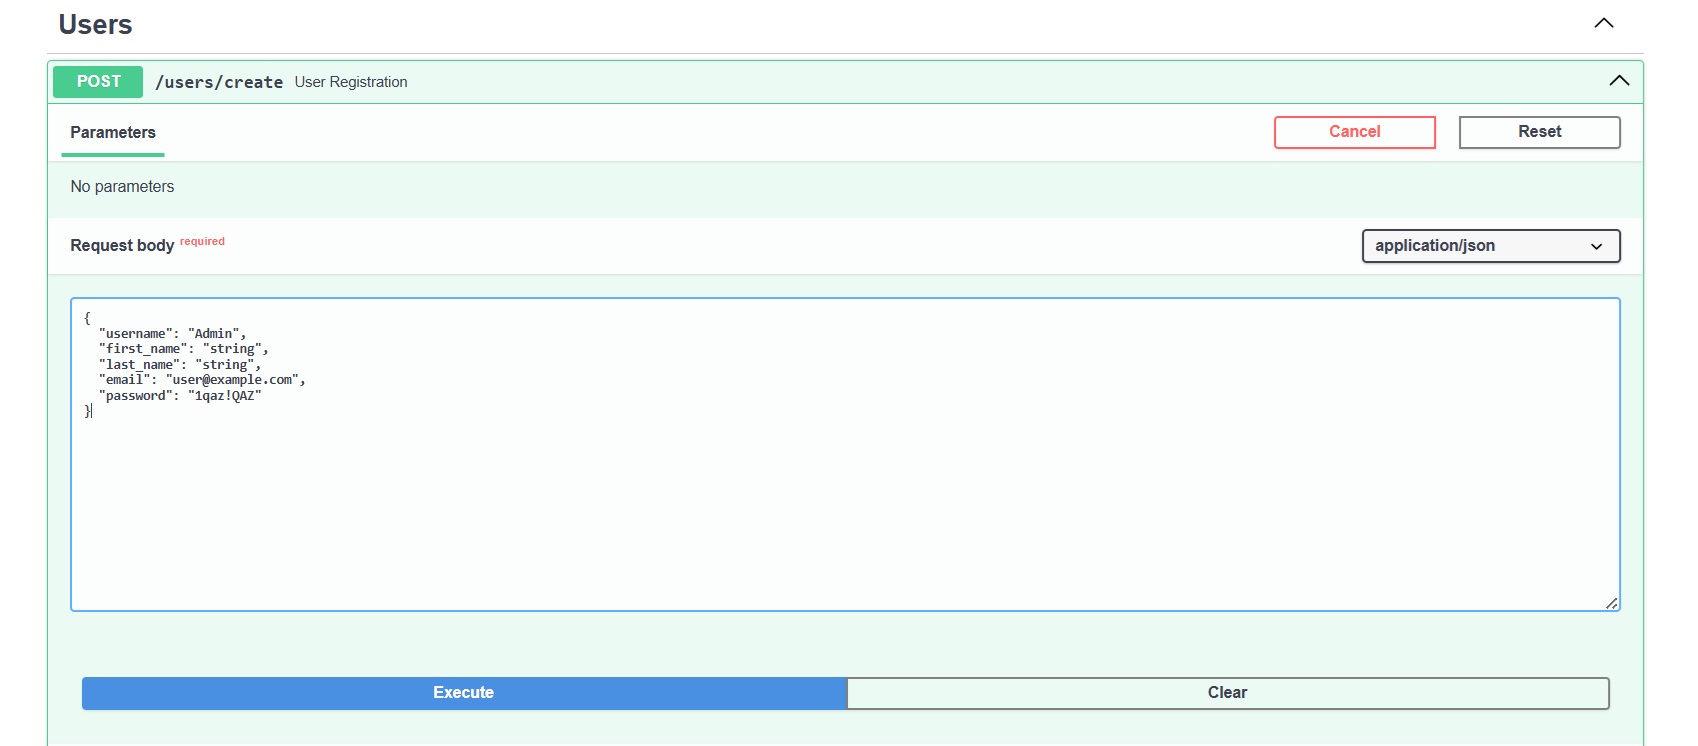 Users
POST /users/create User Registration
Parameters Cancel Reset
No parameters
Request body required application/json
{
  "username": "Admin",
  "first_name": "string",
  "last_name": "string",
  "email": "user@example.com",
  "password": "1qaz!QAZ"
}
Execute Clear